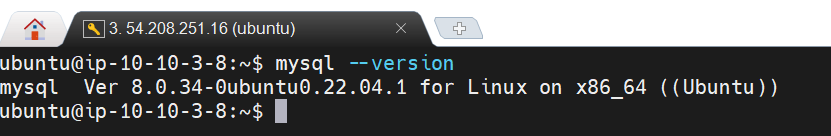 3. 54.208.251.16 (ubuntu)
ubuntu@ip-10-10-3-8:~$ mysql --version
mysql  Ver 8.0.34-0ubuntu0.22.04.1 for Linux on x86_64 ((Ubuntu))
ubuntu@ip-10-10-3-8:~$